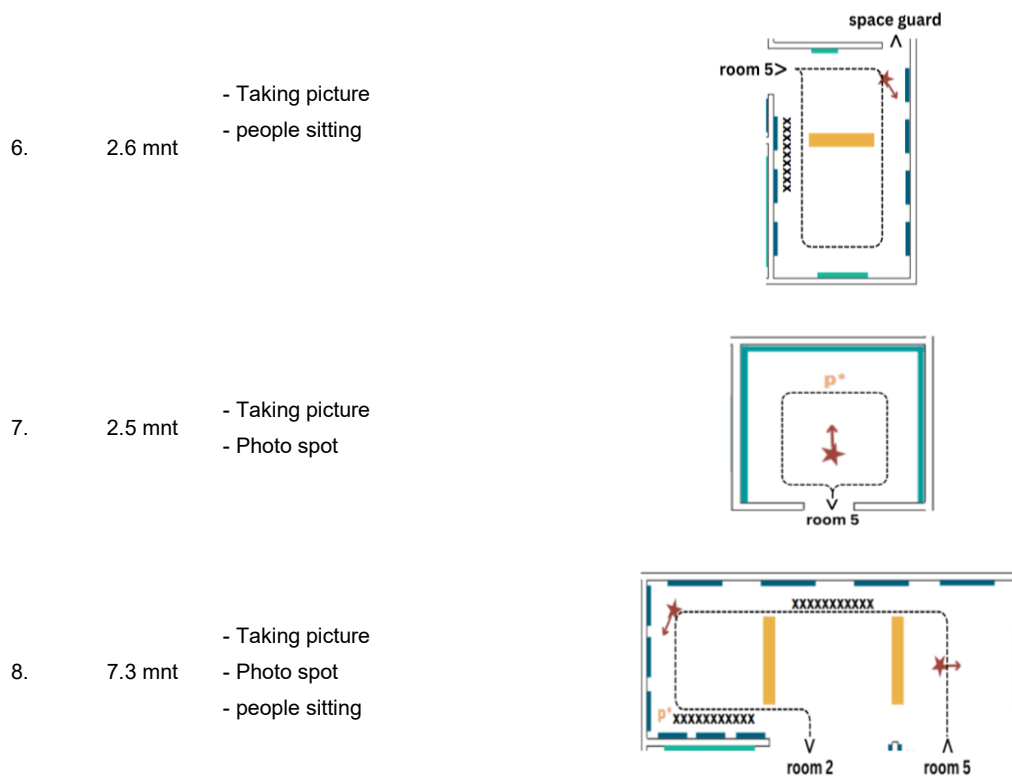 space guard
^
room 5>
- Taking picture
- people sitting
6.
2.6 mnt
xxxxxxxxxx
p*
- Taking picture
- Photo spot
7.
2.5 mnt
room 5
xxxxxxxxxxx
- Taking picture
- Photo spot
- people sitting
8.
7.3 mnt
p*
xxxxxxxxxxx
room 2
room 5